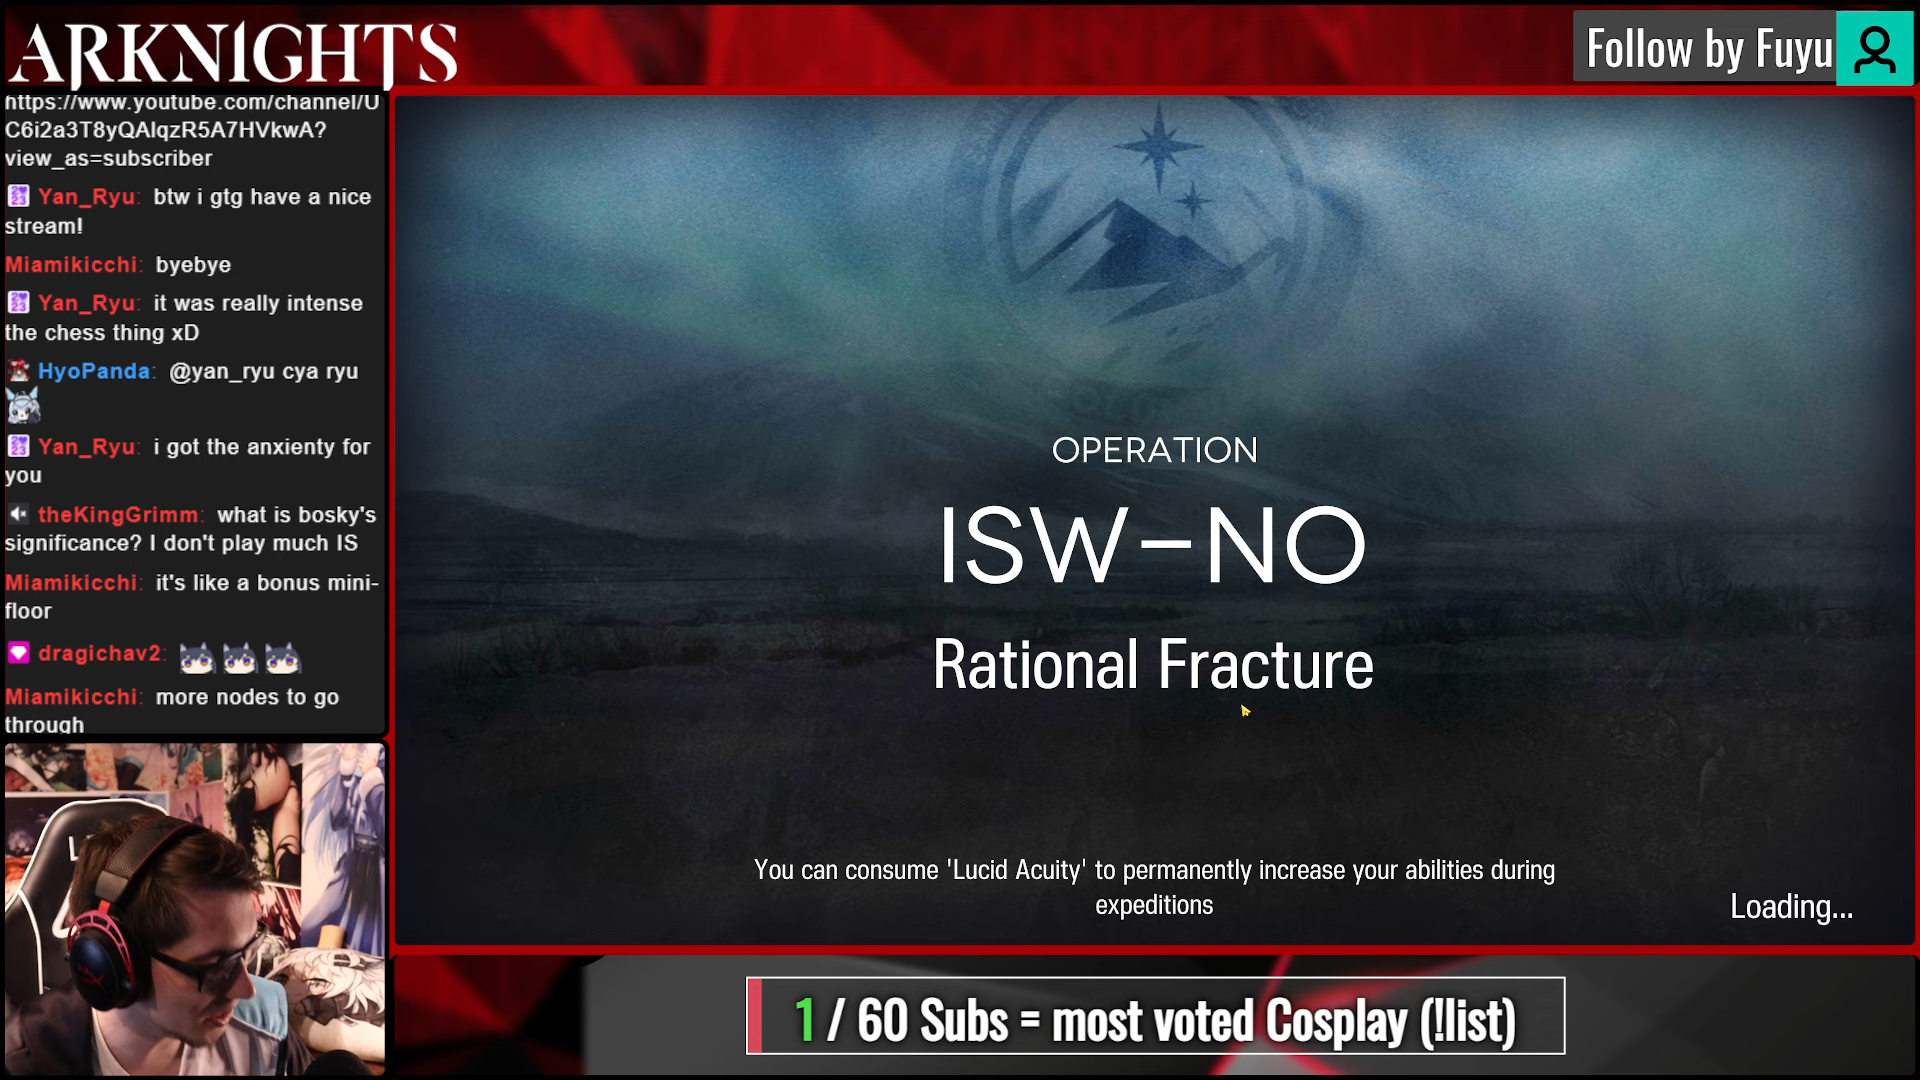 ARKNIGHTS
Follow by Fuyu
https://www.youtube.com/channel/U
C6i2a3T8yQAIqzR5A7HVkwA?
view_as=subscriber
Yan_Ryu: btw i gtg have a nice
stream!
Miamikicchi: byebye
Yan_Ryu: it was really intense
the chess thing xD
HyoPanda: @yan_ryu cya ryu
Yan_Ryu: i got the anxienty for
you
theKingGrimm: what is bosky's
significance? I don't play much IS
Miamikicchi: it's like a bonus mini-
floor
dragichav2:
Miamikicchi: more nodes to go
through
OPERATION
ISW-NO
Rational Fracture
You can consume 'Lucid Acuity' to permanently increase your abilities during
expeditions
Loading...
1 / 60 Subs = most voted Cosplay (!list)